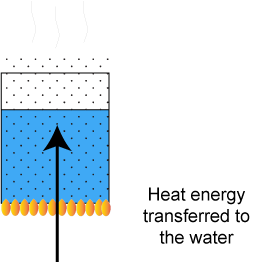 Heat energy
transferred to
the water